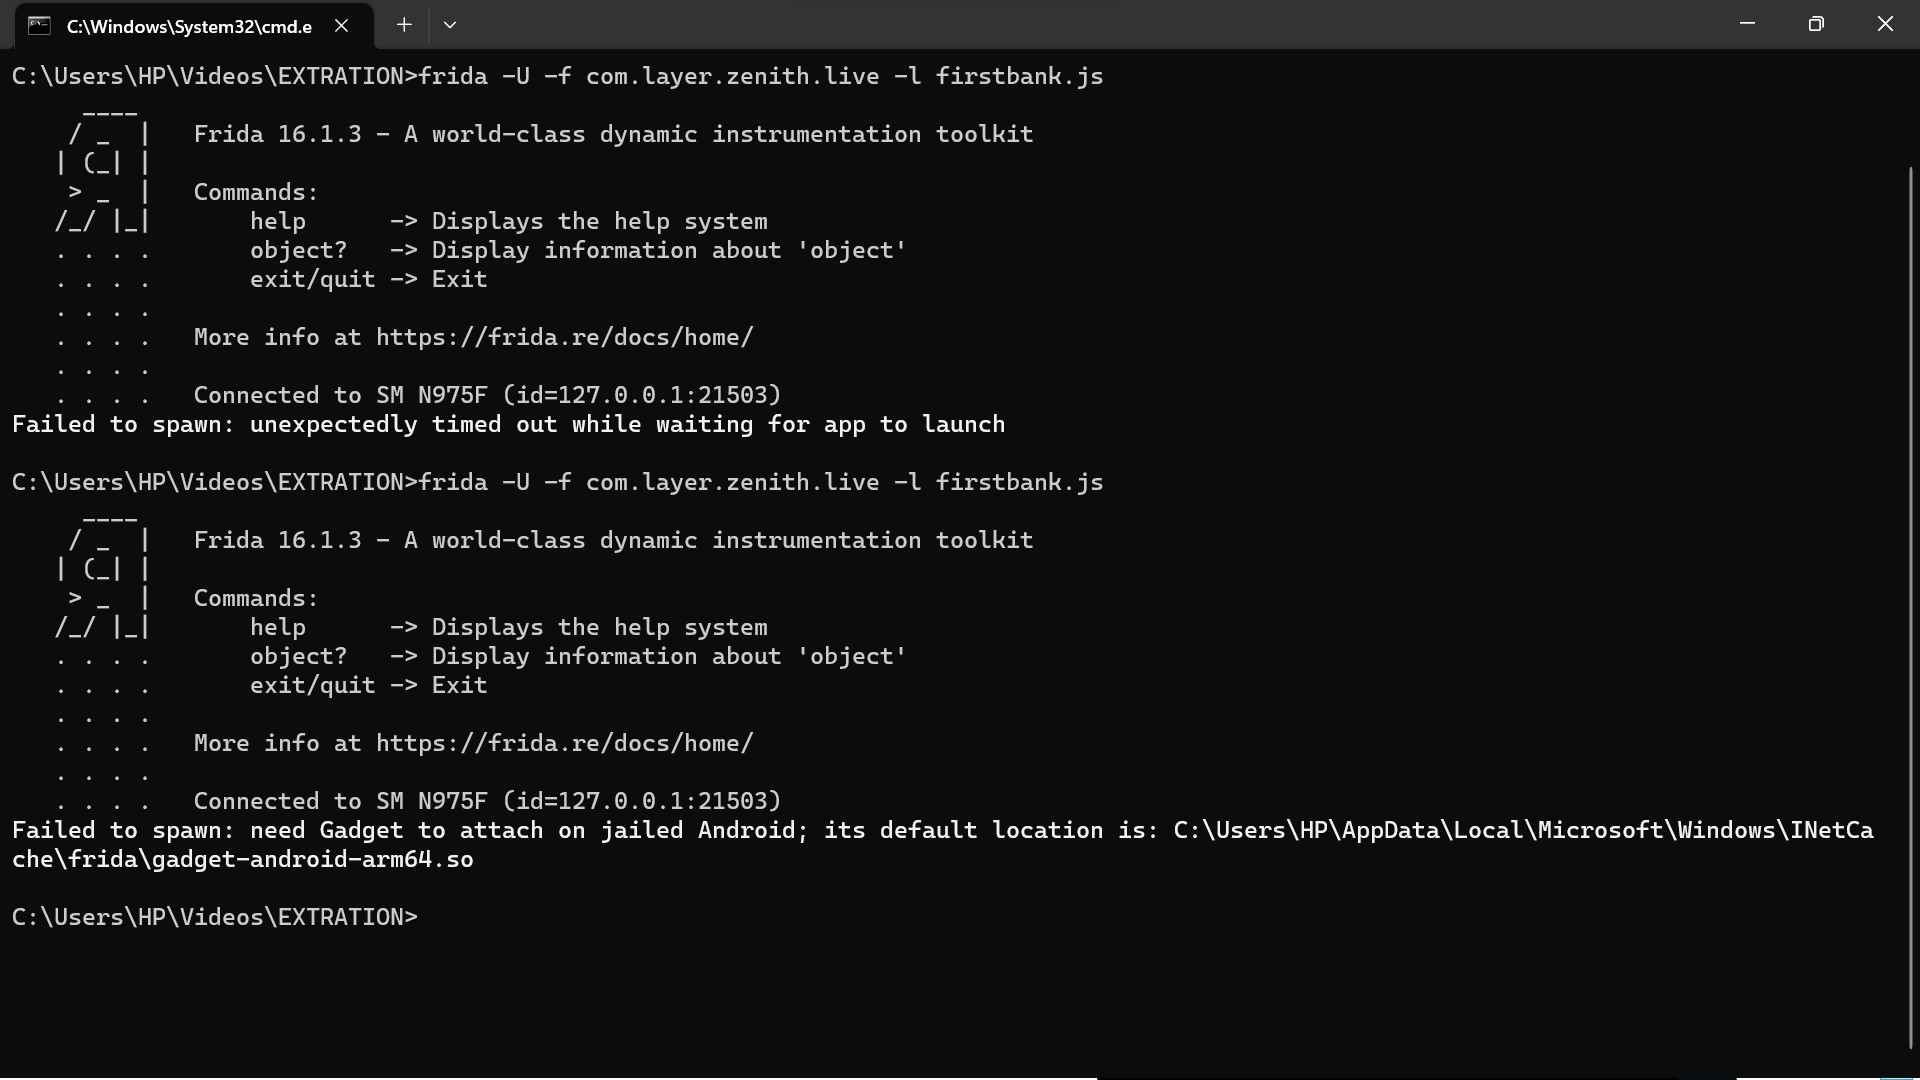 C:\Windows\System32\cmd.e
C:\Users\HP\Videos\EXTRATION>frida -U -f com.layer.zenith.live -l firstbank.js
     ____
    / _  |   Frida 16.1.3 - A world-class dynamic instrumentation toolkit
   | (_| |
    > _  |   Commands:
   /_/ |_|       help      -> Displays the help system
   . . . .       object?   -> Display information about 'object'
   . . . .       exit/quit -> Exit
   . . . .
   . . . .   More info at https://frida.re/docs/home/
   . . . .
   . . . .   Connected to SM N975F (id=127.0.0.1:21503)
Failed to spawn: unexpectedly timed out while waiting for app to launch
C:\Users\HP\Videos\EXTRATION>frida -U -f com.layer.zenith.live -l firstbank.js
     ____
    / _  |   Frida 16.1.3 - A world-class dynamic instrumentation toolkit
   | (_| |
    > _  |   Commands:
   /_/ |_|       help      -> Displays the help system
   . . . .       object?   -> Display information about 'object'
   . . . .       exit/quit -> Exit
   . . . .
   . . . .   More info at https://frida.re/docs/home/
   . . . .
   . . . .   Connected to SM N975F (id=127.0.0.1:21503)
Failed to spawn: need Gadget to attach on jailed Android; its default location is: C:\Users\HP\AppData\Local\Microsoft\Windows\INetCa
che\frida\gadget-android-arm64.so
C:\Users\HP\Videos\EXTRATION>